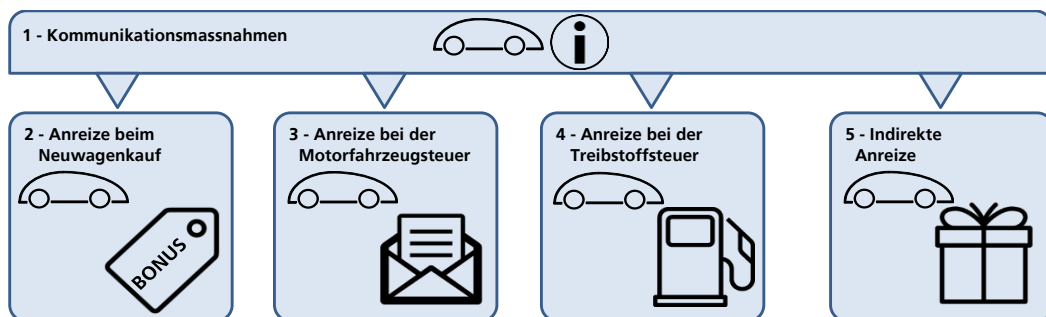 1 - Kommunikationsmassnahmen
i
2 - Anreize beim
Neuwagenkauf
BONUS
3 - Anreize bei der
Motorfahrzeugsteuer
4 - Anreize bei der
Treibstoffsteuer
5 - Indirekte
Anreize